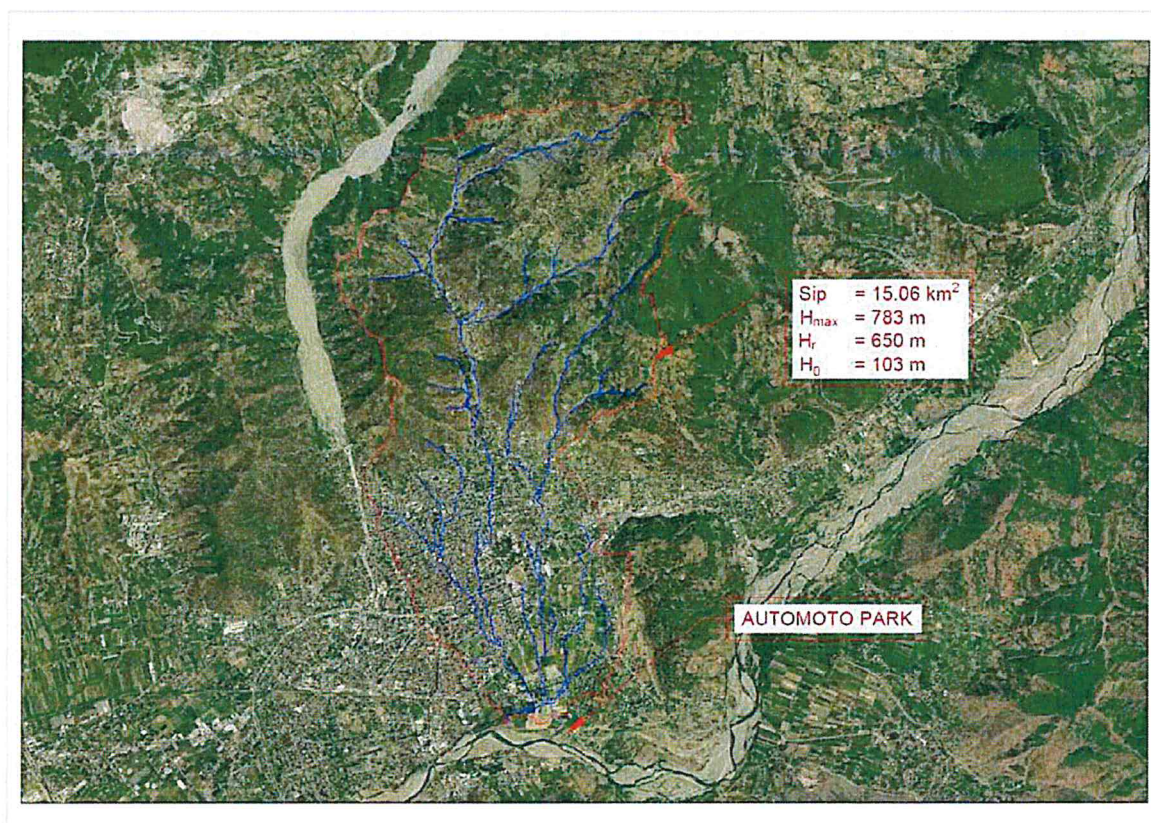 Sip = 15.06 km²
Hmax = 783 m
Hr = 650 m
H0 = 103 m
AUTOMOTO PARK